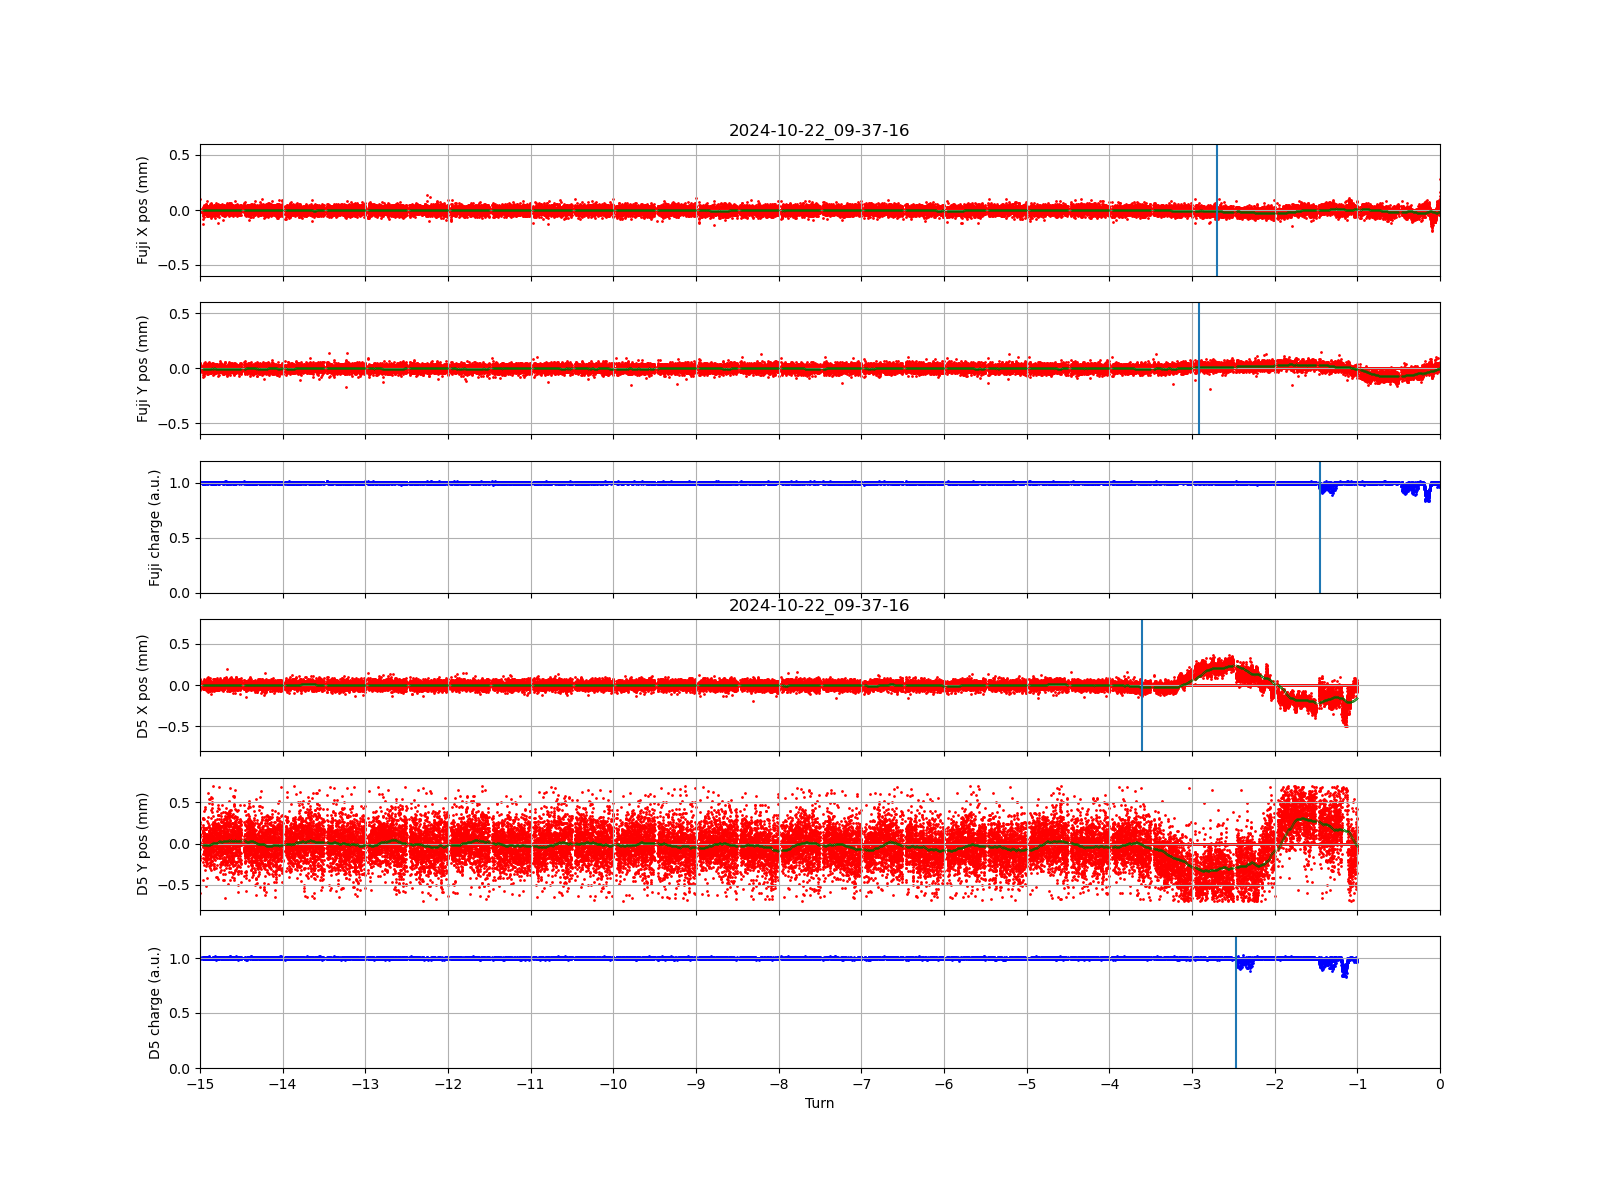 2024-10-22_09-37-16
Fuji X pos (mm)
0.5
0.0
−0.5
Fuji Y pos (mm)
0.5
0.0
−0.5
Fuji charge (a.u.)
1.0
0.5
0.0
2024-10-22_09-37-16
D5 X pos (mm)
0.5
0.0
−0.5
D5 Y pos (mm)
0.5
0.0
−0.5
D5 charge (a.u.)
1.0
0.5
0.0
−15 −14 −13 −12 −11 −10 −9 −8 −7 −6 −5 −4 −3 −2 −1 0
Turn